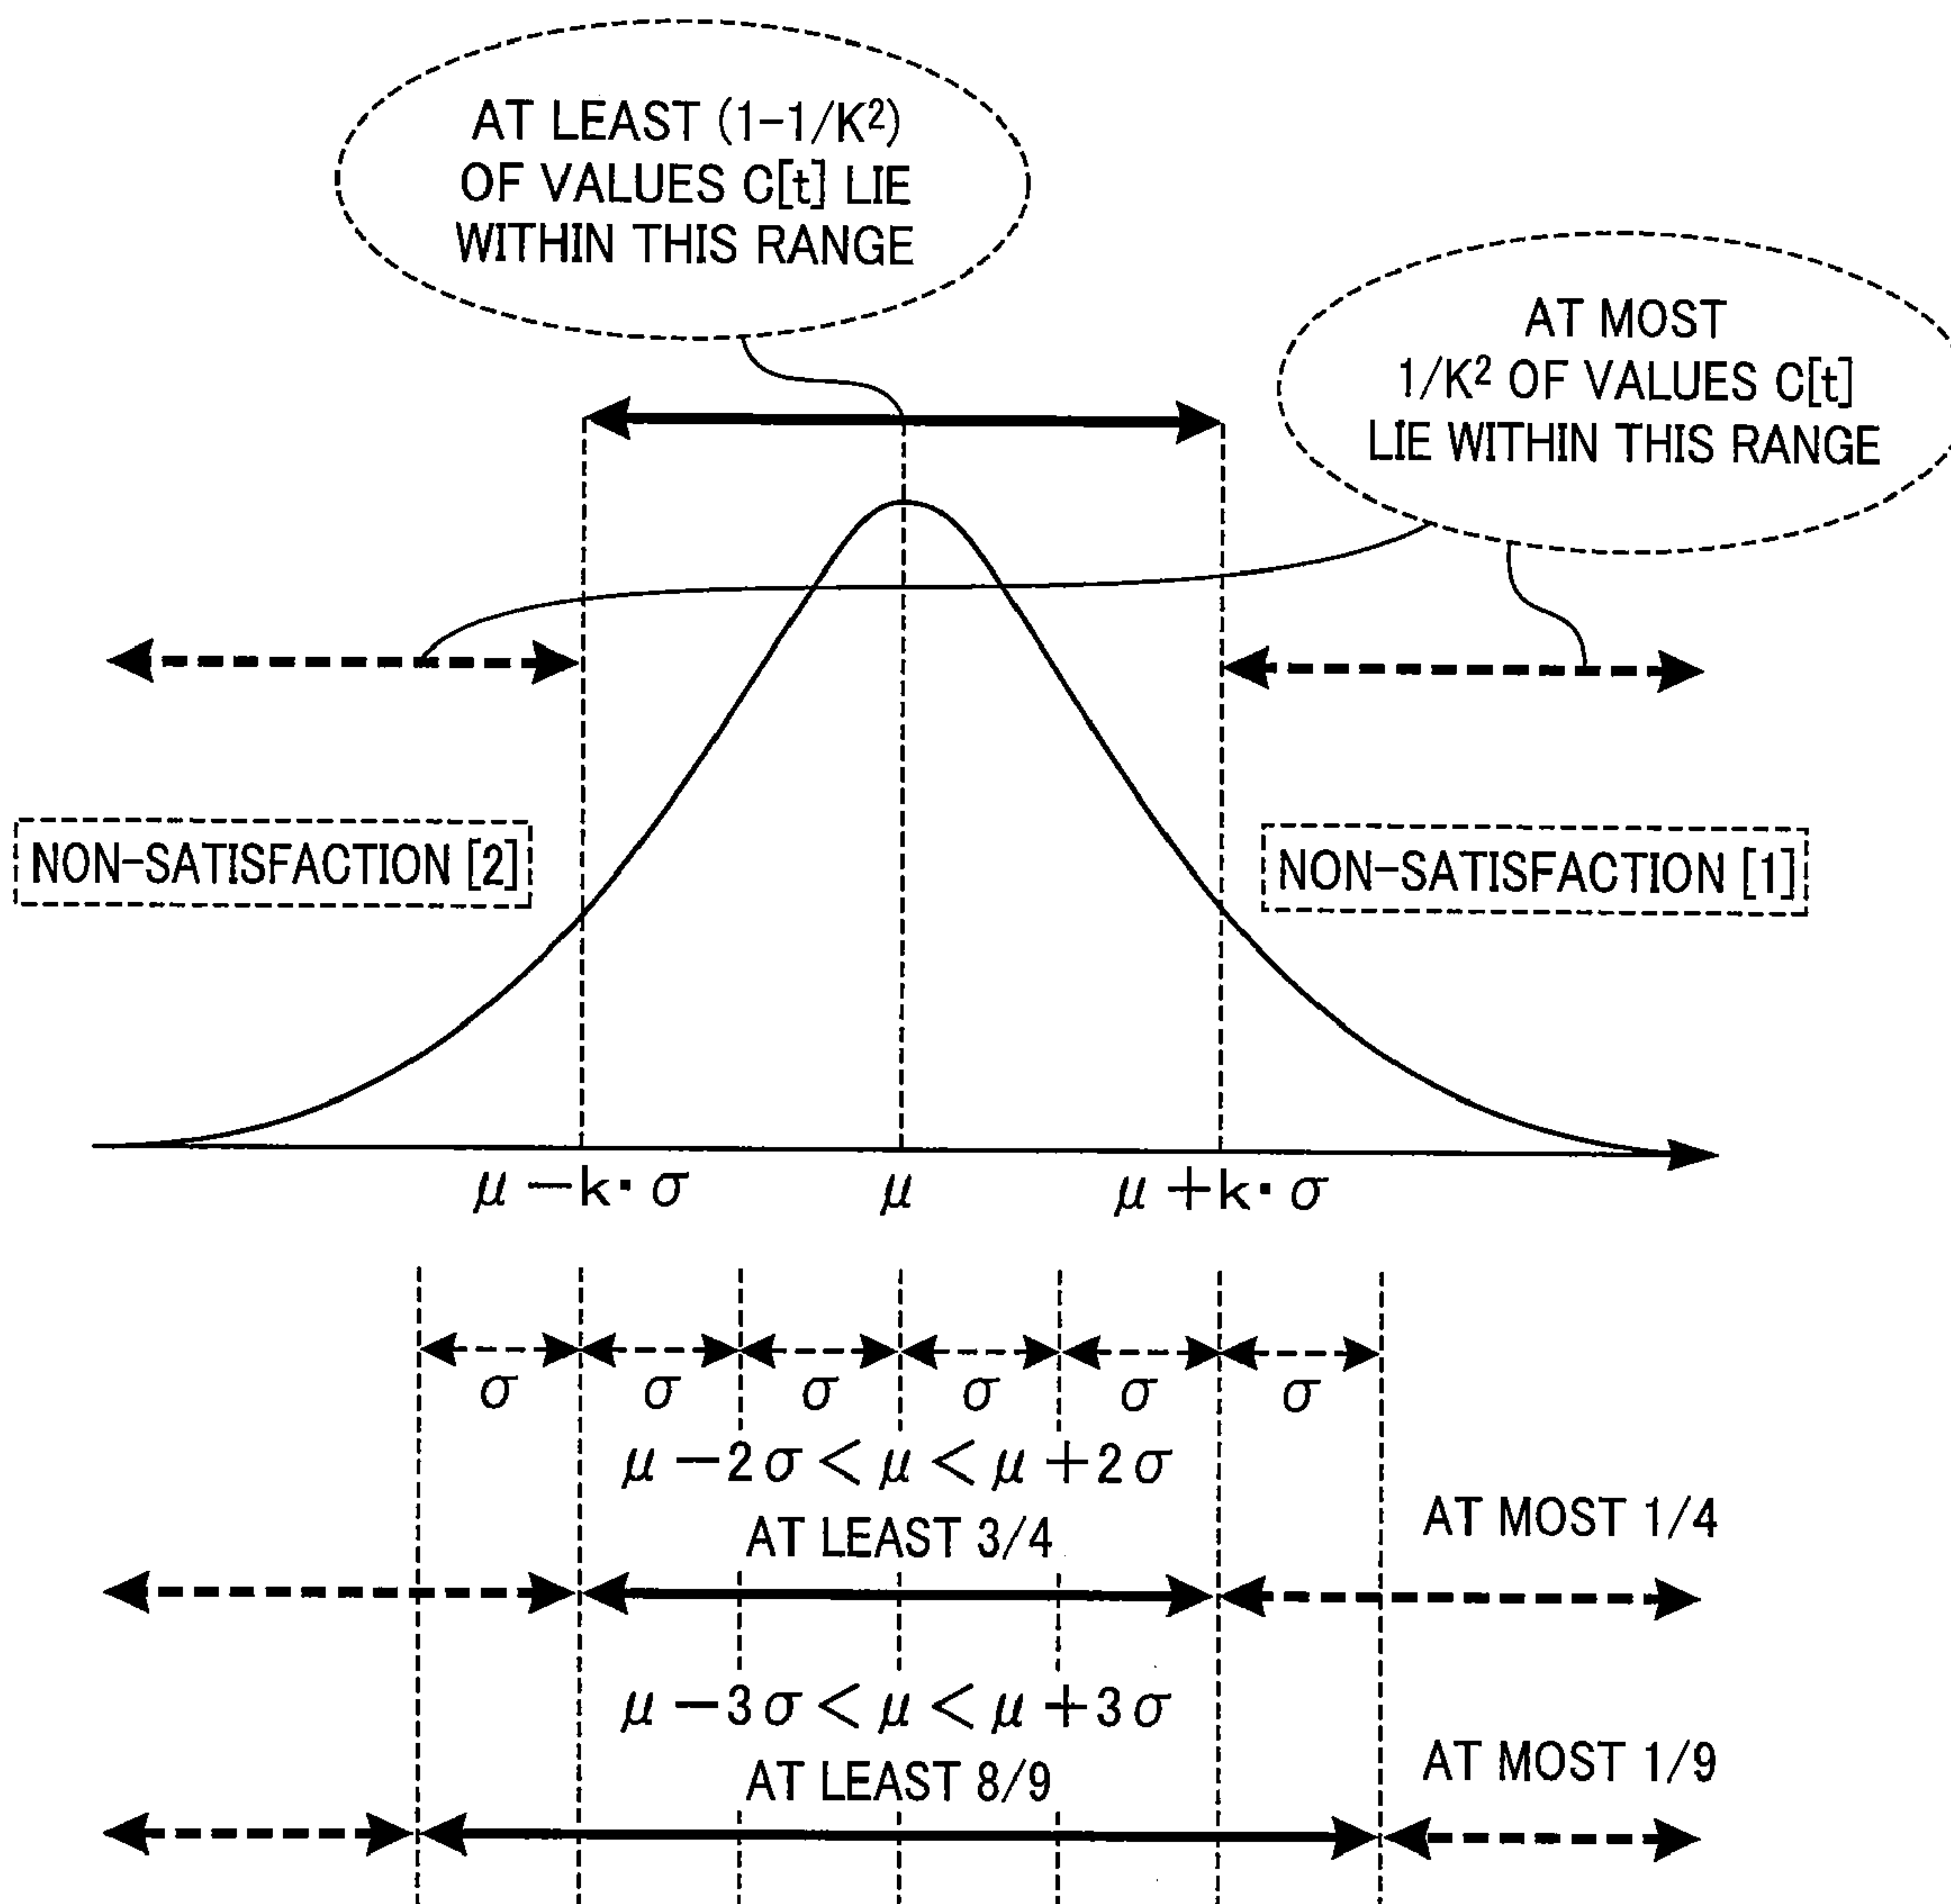 AT LEAST (1-1/K²)
OF VALUES C[t] LIE
WITHIN THIS RANGE
AT MOST
1/K² OF VALUES C[t]
LIE WITHIN THIS RANGE
NON-SATISFACTION [2]
NON-SATISFACTION [1]
μ-k·σ μ μ+k·σ
σ σ σ σ σ σ
μ-2σ<μ<μ+2σ
AT LEAST 3/4
AT MOST 1/4
μ-3σ<μ<μ+3σ
AT LEAST 8/9
AT MOST 1/9